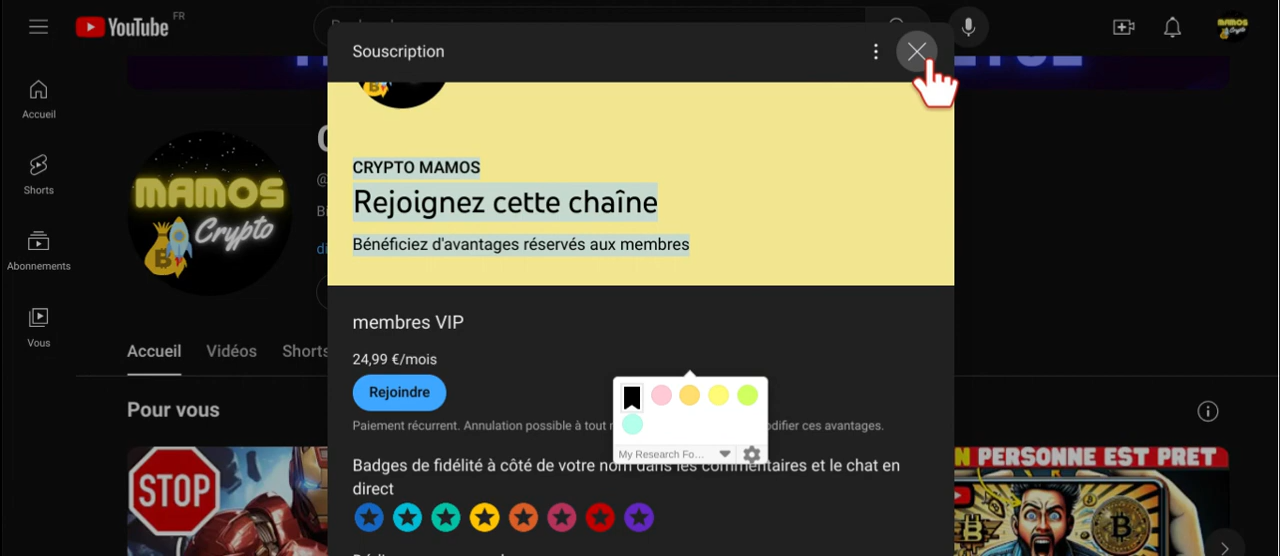 YouTube FR
Souscription
Accueil
Shorts
Abonnements
Vous
MAMOS
Crypto
CRYPTO MAMOS
Rejoignez cette chaîne
Bénéficiez d'avantages réservés aux membres
membres VIP
24,99 €/mois
Rejoindre
Paiement récurrent. Annulation possible à tout
odifier ces avantages.
My Research Fo...
Badges de fidélité à côté de votre nom dans les commentaires et le chat en
direct
Accueil Vidéos Shorts
Pour vous
STOP
PERSONNE EST PRET